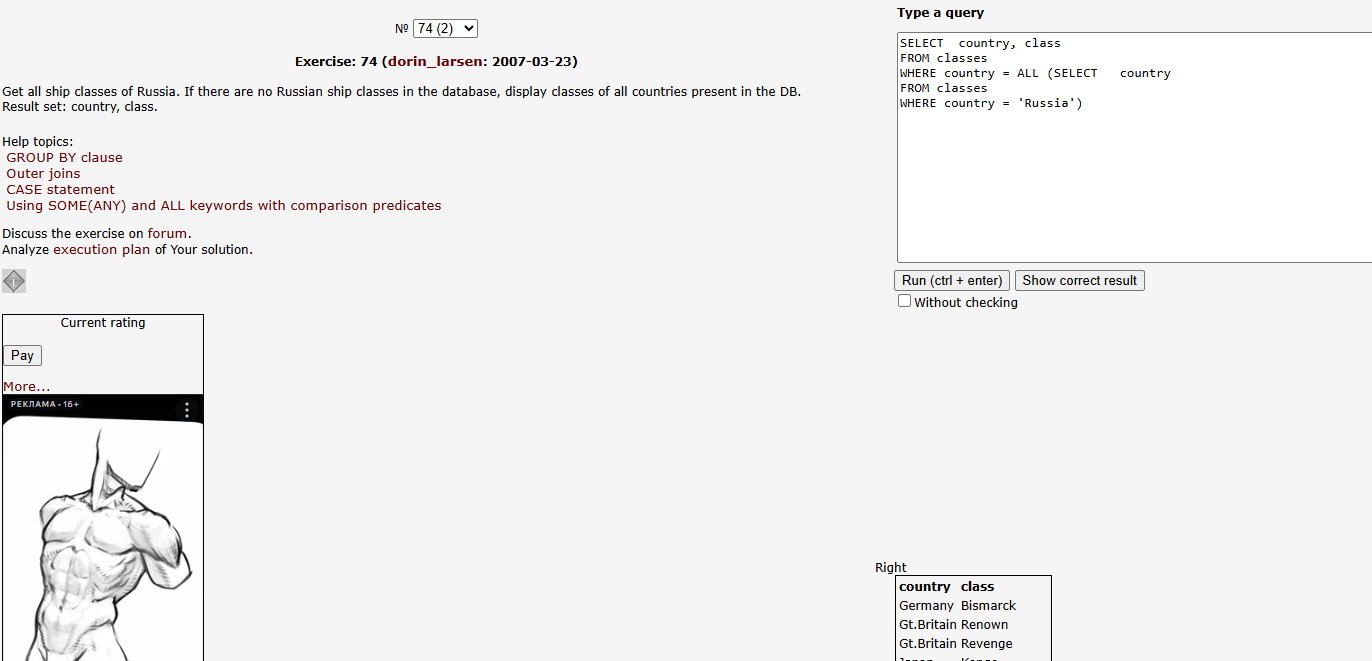 № 74 (2)
Exercise: 74 (dorin_larsen: 2007-03-23)
Get all ship classes of Russia. If there are no Russian ship classes in the database, display classes of all countries present in the DB.
Result set: country, class.
Help topics:
GROUP BY clause
Outer joins
CASE statement
Using SOME(ANY) and ALL keywords with comparison predicates
Discuss the exercise on forum.
Analyze execution plan of Your solution.
Current rating
Pay
More...
РЕКЛАМА • 16+
Type a query
SELECT  country, class
FROM classes
WHERE country = ALL (SELECT   country
FROM classes
WHERE country = 'Russia')
Run (ctrl + enter) Show correct result
Without checking
Right
country class
Germany Bismarck
Gt.Britain Renown
Gt.Britain Revenge